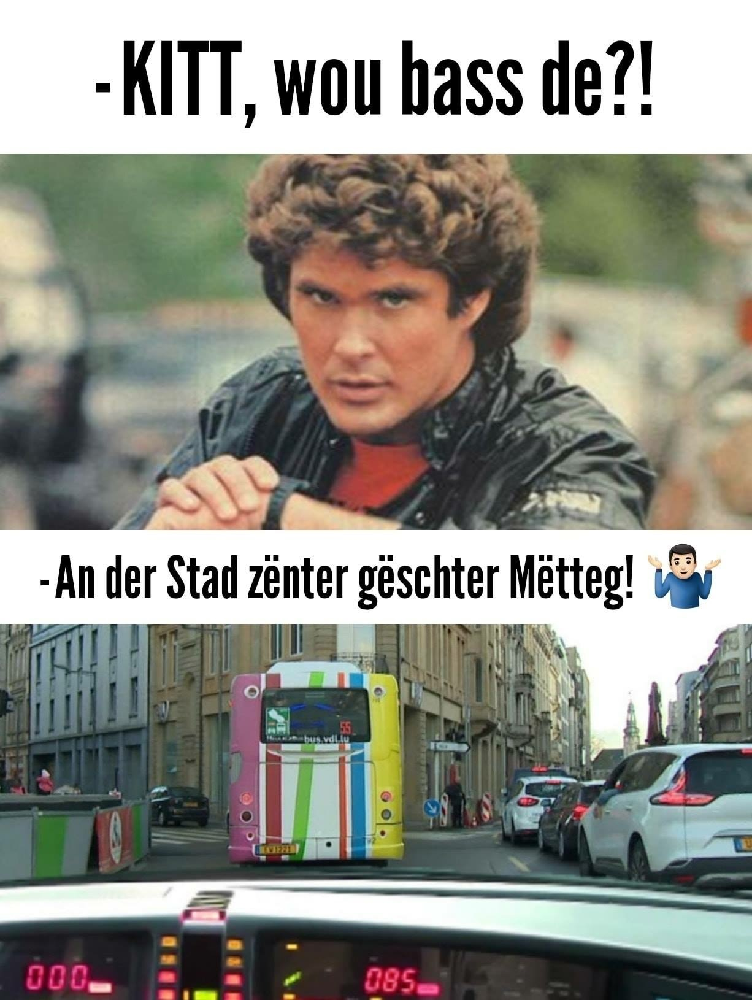 - KITT, wou bass de?!
- An der Stad zënter gëschter Mëtteg! 🤷🏻‍♂️
55
bus.vdl.lu
000
085